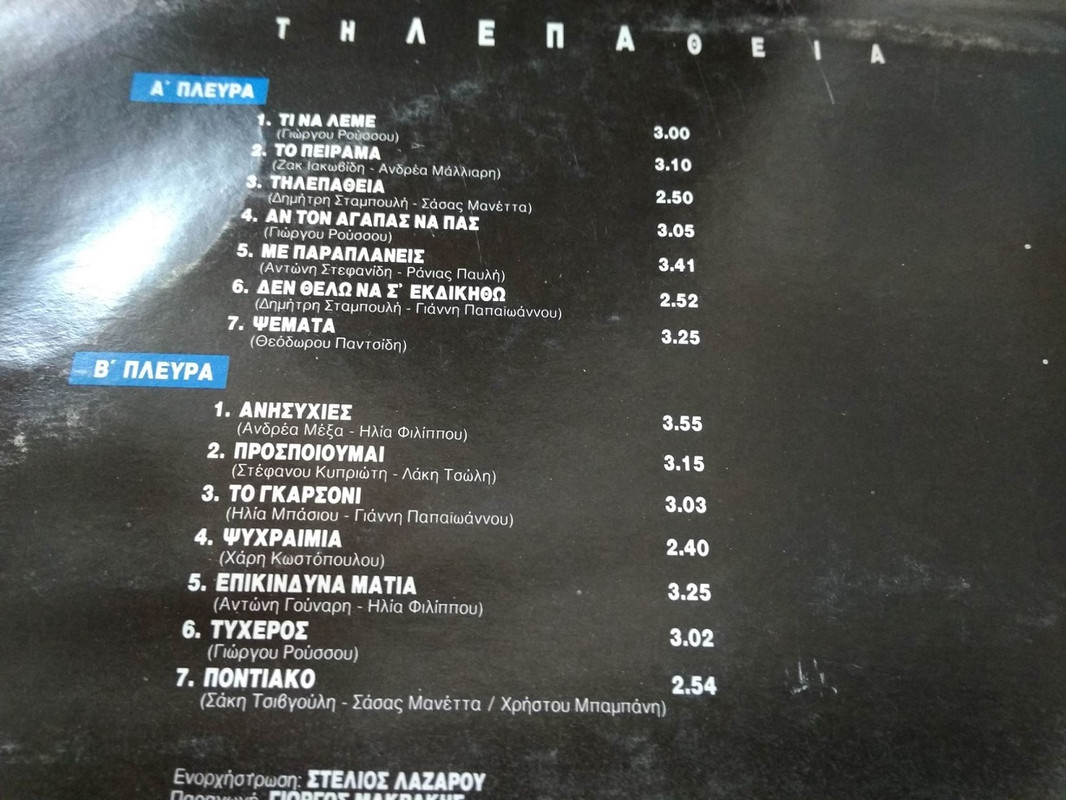 ΤΗΛΕΠΑΘΕΙΑ
Α΄ ΠΛΕΥΡΑ
1. ΤΙ ΝΑ ΛΕΜΕ 3.00
(Γιώργου Ρούσσου)
2. ΤΟ ΠΕΙΡΑΜΑ 3.10
(Ζακ Ιακωβίδη - Ανδρέα Μάλλιαρη)
3. ΤΗΛΕΠΑΘΕΙΑ 2.50
(Δημήτρη Σταμπουλή - Σάσας Μανέττα)
4. ΑΝ ΤΟΝ ΑΓΑΠΑΣ ΝΑ ΠΑΣ 3.05
(Γιώργου Ρούσσου)
5. ΜΕ ΠΑΡΑΠΛΑΝΕΙΣ 3.41
(Αντώνη Στεφανίδη - Ράνιας Παυλή)
6. ΔΕΝ ΘΕΛΩ ΝΑ Σ' ΕΚΔΙΚΗΘΩ 2.52
(Δημήτρη Σταμπουλή - Γιάννη Παπαϊωάννου)
7. ΨΕΜΑΤΑ 3.25
(Θεόδωρου Παντσίδη)
Β΄ ΠΛΕΥΡΑ
1. ΑΝΗΣΥΧΙΕΣ 3.55
(Ανδρέα Μέξα - Ηλία Φιλίππου)
2. ΠΡΟΣΠΟΙΟΥΜΑΙ 3.15
(Στέφανου Κυπριώτη - Λάκη Τσώλη)
3. ΤΟ ΓΚΑΡΣΟΝΙ 3.03
(Ηλία Μπάσιου - Γιάννη Παπαϊωάννου)
4. ΨΥΧΡΑΙΜΙΑ 2.40
(Χάρη Κωστόπουλου)
5. ΕΠΙΚΙΝΔΥΝΑ ΜΑΤΙΑ 3.25
(Αντώνη Γούναρη - Ηλία Φιλίππου)
6. ΤΥΧΕΡΟΣ 3.02
(Γιώργου Ρούσσου)
7. ΠΟΝΤΙΑΚΟ 2.54
(Σάκη Τσιβγούλη - Σάσας Μανέττα / Χρήστου Μπαμπάνη)
Ενορχήστρωση: ΣΤΕΛΙΟΣ ΛΑΖΑΡΟΥ
Παραγωγή: ΓΙΩΡΓΟΣ ΜΑΚΡΑΚΗΣ